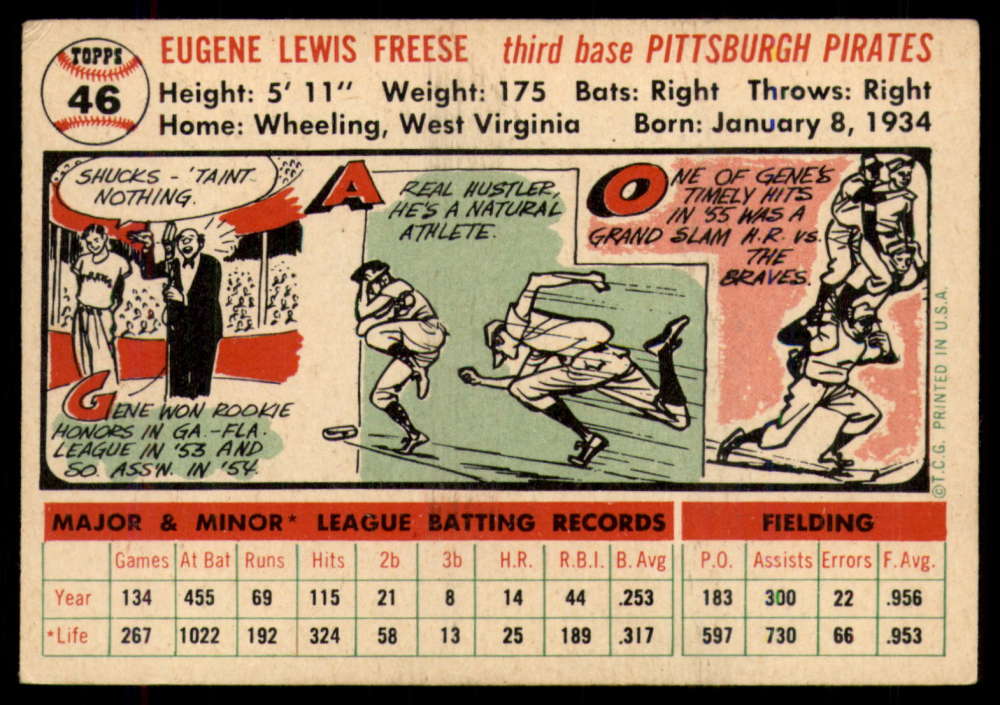 TOPPS
46
EUGENE LEWIS FREESE third base PITTSBURGH PIRATES
Height: 5' 11" Weight: 175 Bats: Right Throws: Right
Home: Wheeling, West Virginia Born: January 8, 1934
SHUCKS - 'TAINT
NOTHING.
PIRATES
GENE WON ROOKIE
HONORS IN GA.-FLA.
LEAGUE IN '53 AND
SO. ASS'N. IN '54.
A REAL HUSTLER,
HE'S A NATURAL
ATHLETE.
ONE OF GENE'S
TIMELY HITS
IN '55 WAS A
GRAND SLAM H.R. VS.
THE
BRAVES.
©T.C.G. PRINTED IN U.S.A.
MAJOR & MINOR* LEAGUE BATTING RECORDS FIELDING
Games At Bat Runs Hits 2b 3b H.R. R.B.I. B. Avg P.O. Assists Errors F. Avg.
Year 134 455 69 115 21 8 14 44 .253 183 300 22 .956
*Life 267 1022 192 324 58 13 25 189 .317 597 730 66 .953